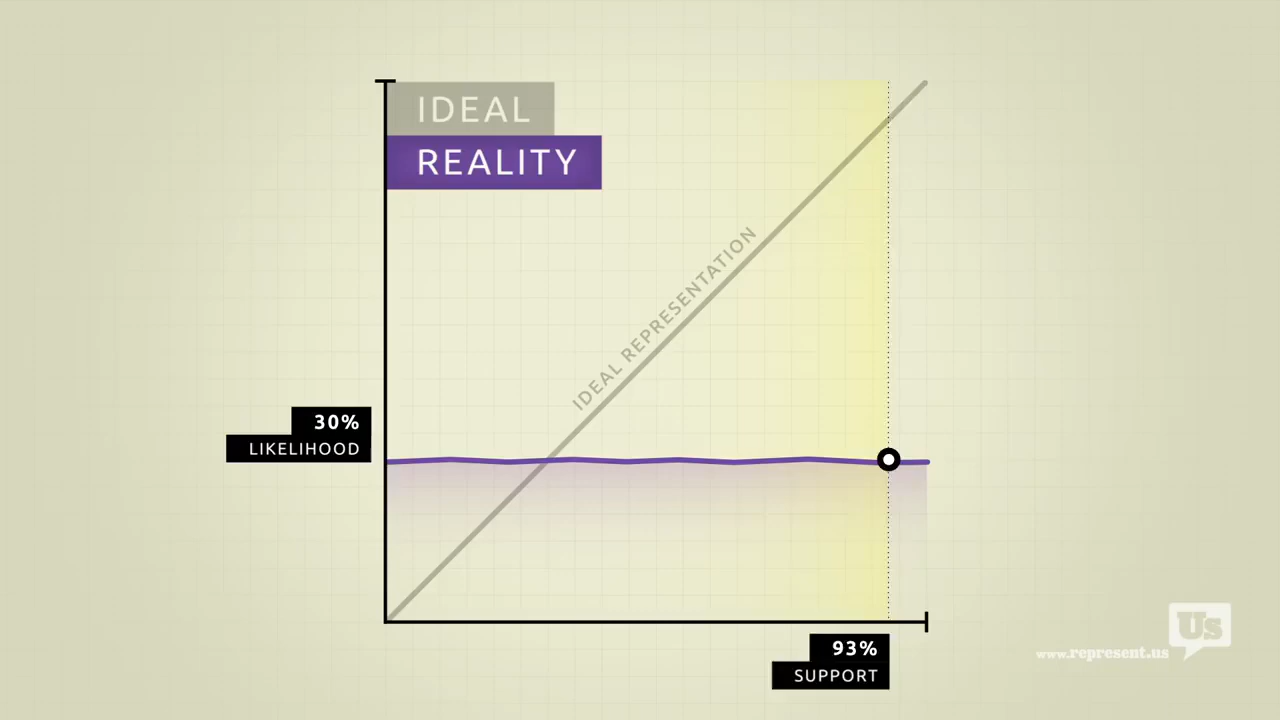 IDEAL
REALITY
IDEAL REPRESENTATION
30%
LIKELIHOOD
93%
SUPPORT
Us
www.represent.us